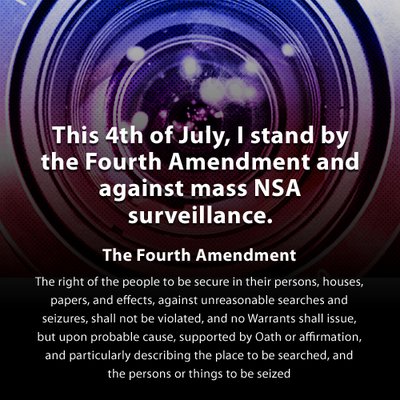 This 4th of July, I stand by
the Fourth Amendment and
against mass NSA
surveillance.
The Fourth Amendment
The right of the people to be secure in their persons, houses,
papers, and effects, against unreasonable searches and
seizures, shall not be violated, and no Warrants shall issue,
but upon probable cause, supported by Oath or affirmation,
and particularly describing the place to be searched, and
the persons or things to be seized